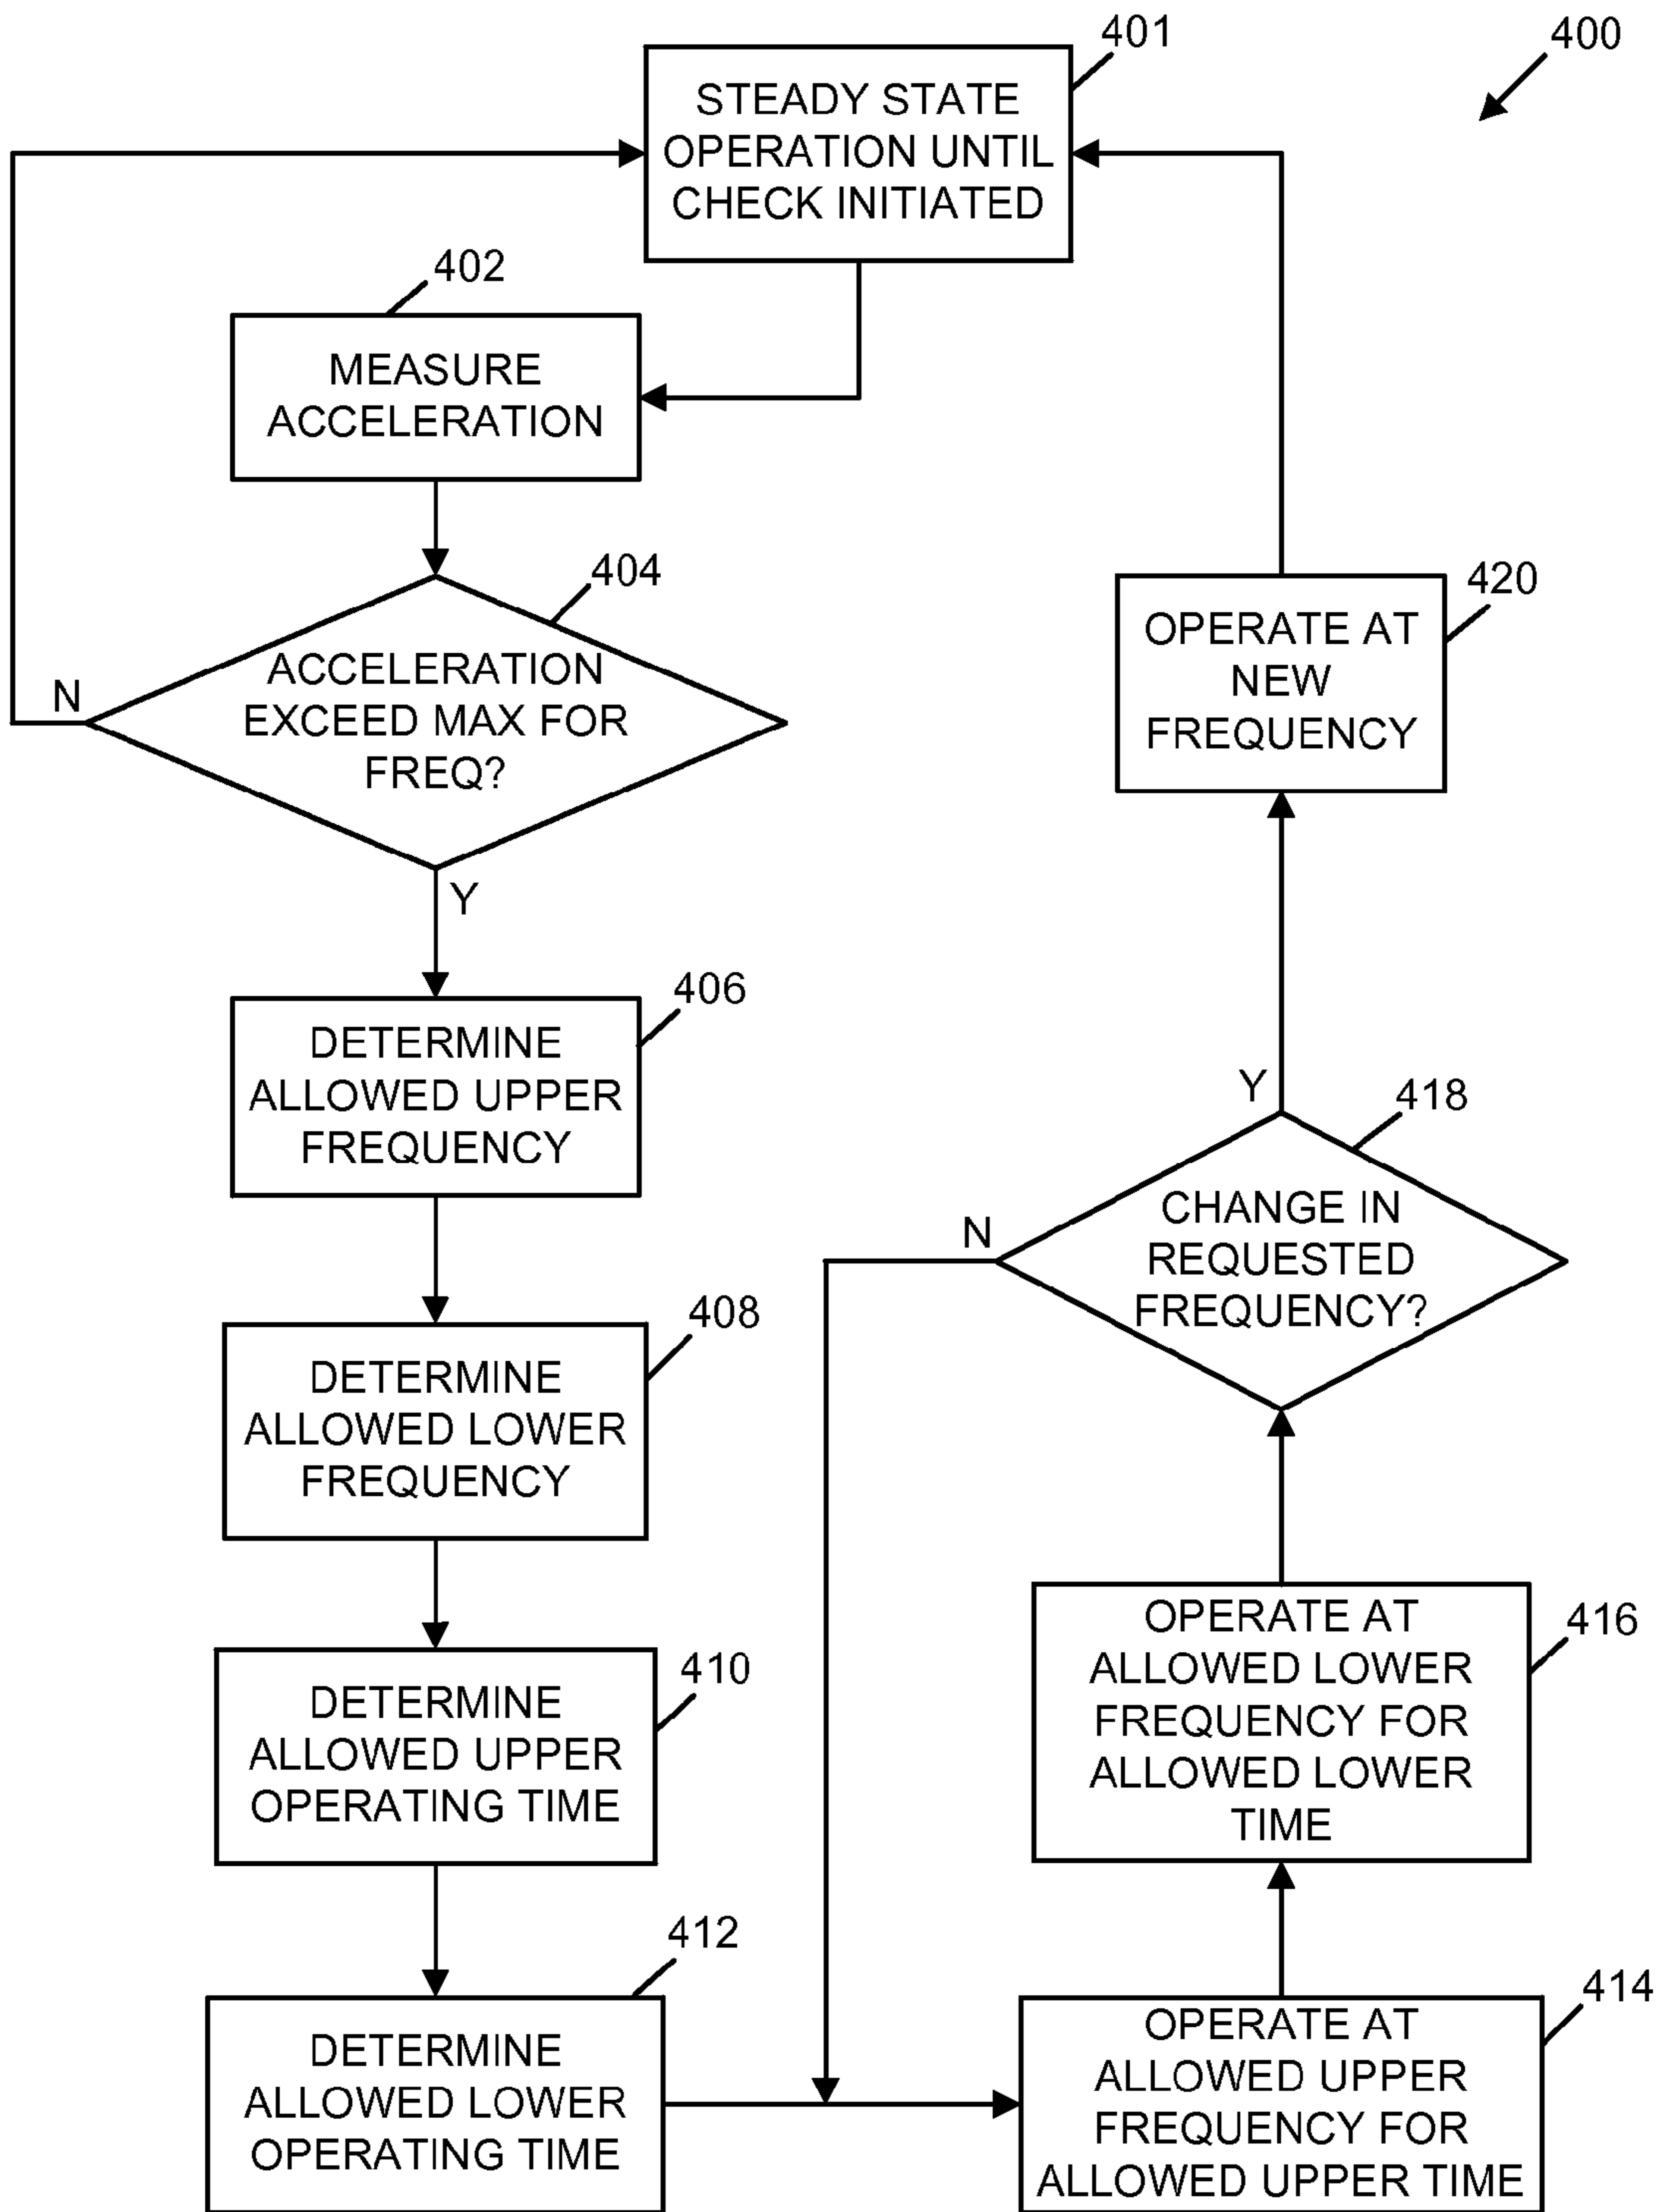 400
401
STEADY STATE
OPERATION UNTIL
CHECK INITIATED
402
MEASURE
ACCELERATION
404
ACCELERATION
EXCEED MAX FOR
FREQ?
N
Y
406
DETERMINE
ALLOWED UPPER
FREQUENCY
408
DETERMINE
ALLOWED LOWER
FREQUENCY
410
DETERMINE
ALLOWED UPPER
OPERATING TIME
412
DETERMINE
ALLOWED LOWER
OPERATING TIME
414
OPERATE AT
ALLOWED UPPER
FREQUENCY FOR
ALLOWED UPPER TIME
416
OPERATE AT
ALLOWED LOWER
FREQUENCY FOR
ALLOWED LOWER
TIME
418
CHANGE IN
REQUESTED
FREQUENCY?
N
Y
420
OPERATE AT
NEW
FREQUENCY